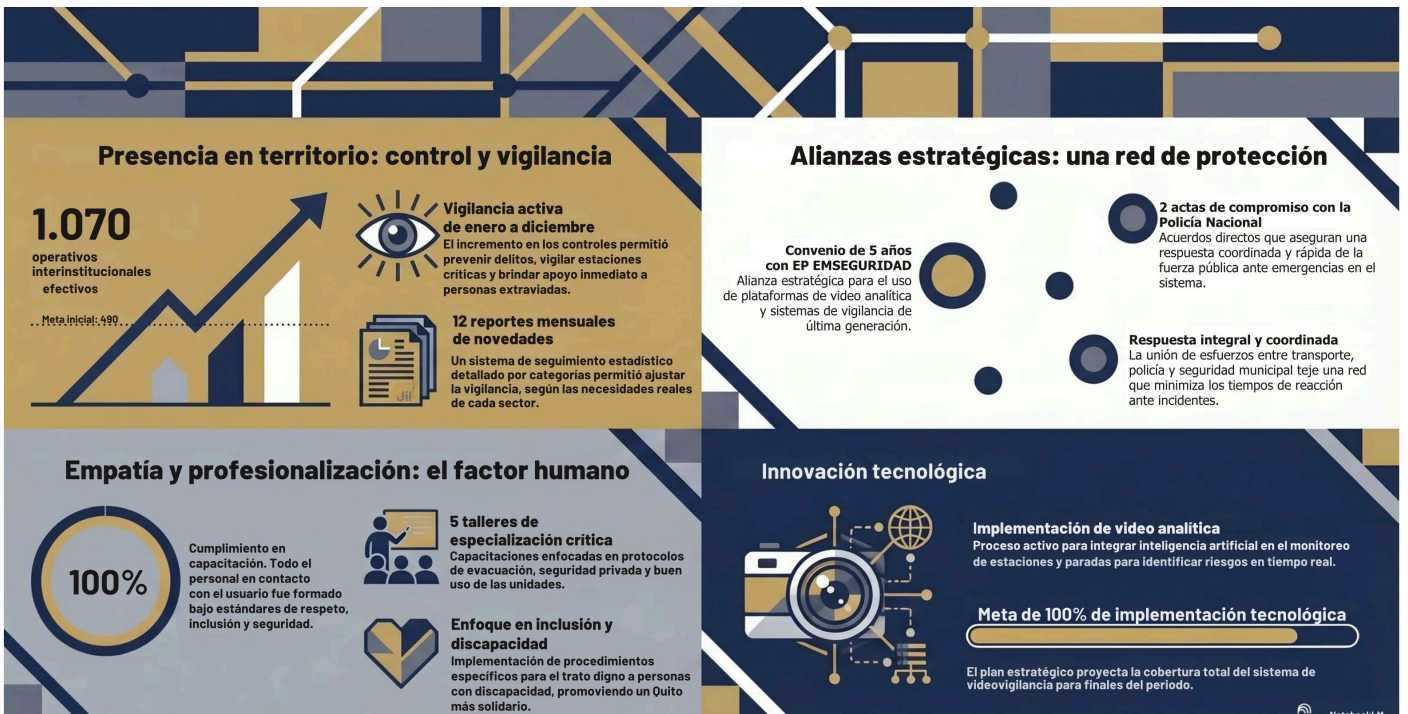 Presencia en territorio: control y vigilancia
1.070
operativos
interinstitucionales
efectivos
Meta inicial: 490
Vigilancia activa
de enero a diciembre
El incremento en los controles permitió
prevenir delitos, vigilar estaciones
críticas y brindar apoyo inmediato a
personas extraviadas.
12 reportes mensuales
de novedades
Un sistema de seguimiento estadístico
detallado por categorías permitió ajustar
la vigilancia, según las necesidades reales
de cada sector.
Jil
Alianzas estratégicas: una red de protección
Convenio de 5 años
con EP EMSEGURIDAD
Alianza estratégica para el uso
de plataformas de video analítica
y sistemas de vigilancia de
última generación.
2 actas de compromiso con la
Policía Nacional
Acuerdos directos que aseguran una
respuesta coordinada y rápida de la
fuerza pública ante emergencias en el
sistema.
Respuesta integral y coordinada
La unión de esfuerzos entre transporte,
policía y seguridad municipal teje una red
que minimiza los tiempos de reacción
ante incidentes.
Empatía y profesionalización: el factor humano
100%
Cumplimiento en
capacitación. Todo el
personal en contacto
con el usuario fue formado
bajo estándares de respeto,
inclusión y seguridad.
5 talleres de
especialización crítica
Capacitaciones enfocadas en protocolos
de evacuación, seguridad privada y buen
uso de las unidades.
Enfoque en inclusión y
discapacidad
Implementación de procedimientos
específicos para el trato digno a personas
con discapacidad, promoviendo un Quito
más solidario.
Innovación tecnológica
Implementación de video analítica
Proceso activo para integrar inteligencia artificial en el monitoreo
de estaciones y paradas para identificar riesgos en tiempo real.
Meta de 100% de implementación tecnológica
El plan estratégico proyecta la cobertura total del sistema de
videovigilancia para finales del periodo.